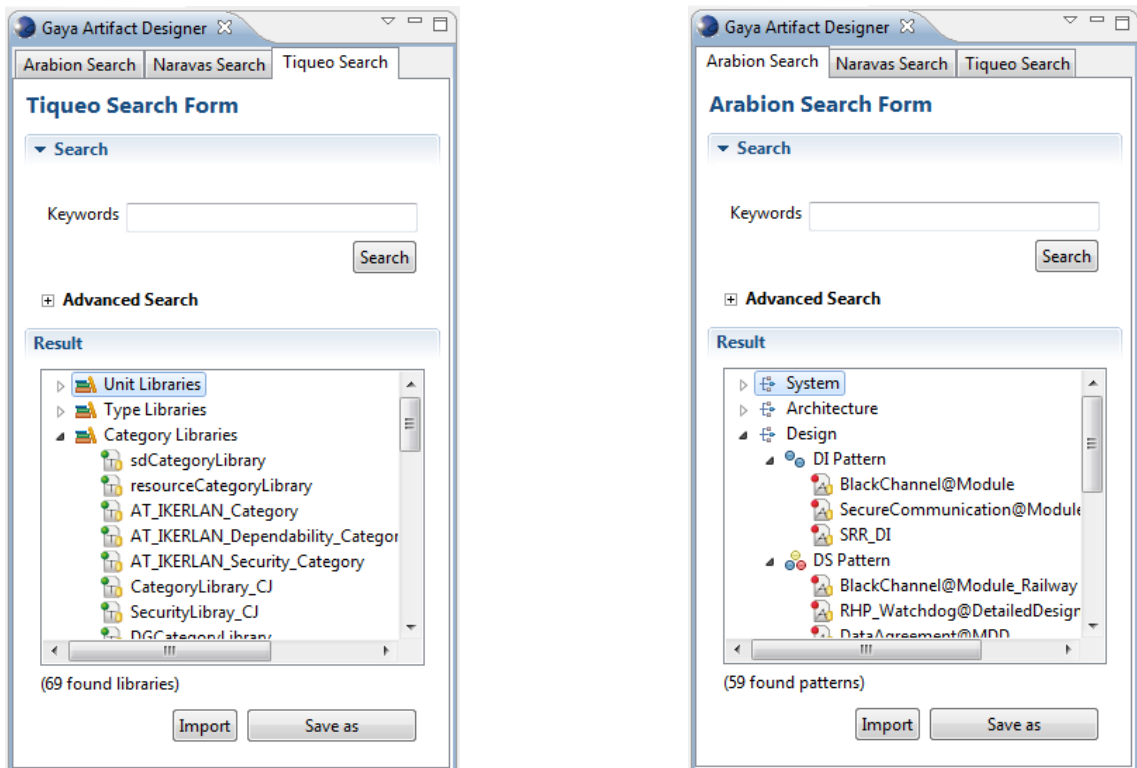 Gaya Artifact Designer
Arabion Search Naravas Search Tiqueo Search
Tiqueo Search Form
Search
Keywords
Search
Advanced Search
Result
Unit Libraries
Type Libraries
Category Libraries
sdCategoryLibrary
resourceCategoryLibrary
AT_IKERLAN_Category
AT_IKERLAN_Dependability_Categor
AT_IKERLAN_Security_Category
CategoryLibrary_CJ
SecurityLibray_CJ
DGCategoryLibrary
(69 found libraries)
Import Save as
Gaya Artifact Designer
Arabion Search Naravas Search Tiqueo Search
Arabion Search Form
Search
Keywords
Search
Advanced Search
Result
System
Architecture
Design
DI Pattern
BlackChannel@Module
SecureCommunication@Module
SRR_DI
DS Pattern
BlackChannel@Module_Railway
RHP_Watchdog@DetailedDesign
DataAgreement@MDD
(59 found patterns)
Import Save as